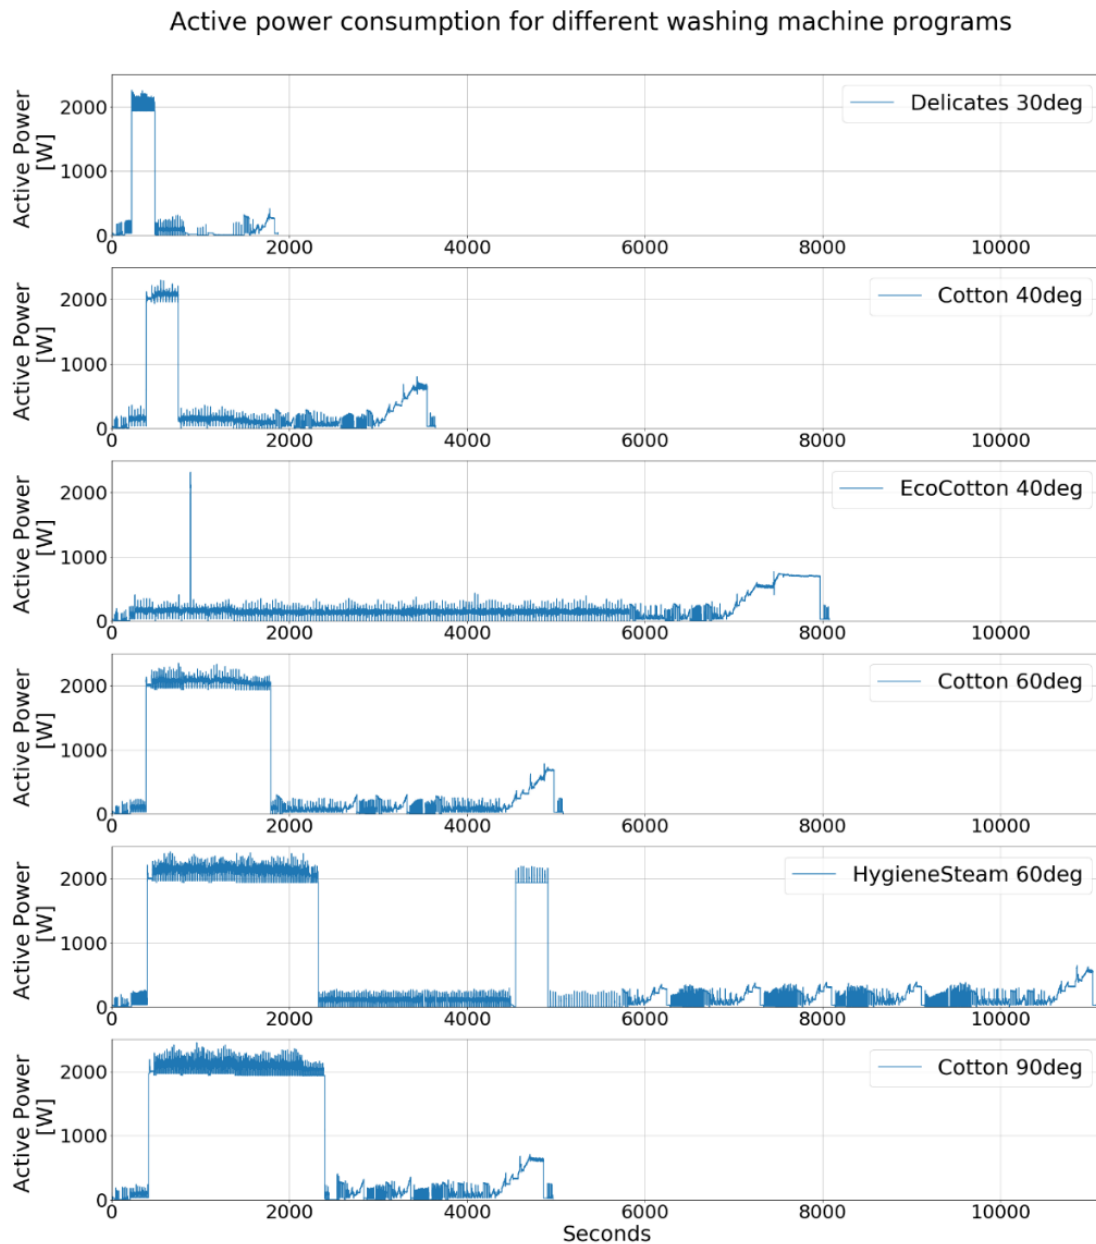 Active power consumption for different washing machine programs
Active Power
[W]
2000
1000
0
Delicates 30deg
0 2000 4000 6000 8000 10000
Active Power
[W]
2000
1000
0
Cotton 40deg
0 2000 4000 6000 8000 10000
Active Power
[W]
2000
1000
0
EcoCotton 40deg
0 2000 4000 6000 8000 10000
Active Power
[W]
2000
1000
0
Cotton 60deg
0 2000 4000 6000 8000 10000
Active Power
[W]
2000
1000
0
HygieneSteam 60deg
0 2000 4000 6000 8000 10000
Active Power
[W]
2000
1000
0
Cotton 90deg
0 2000 4000 6000 8000 10000
Seconds